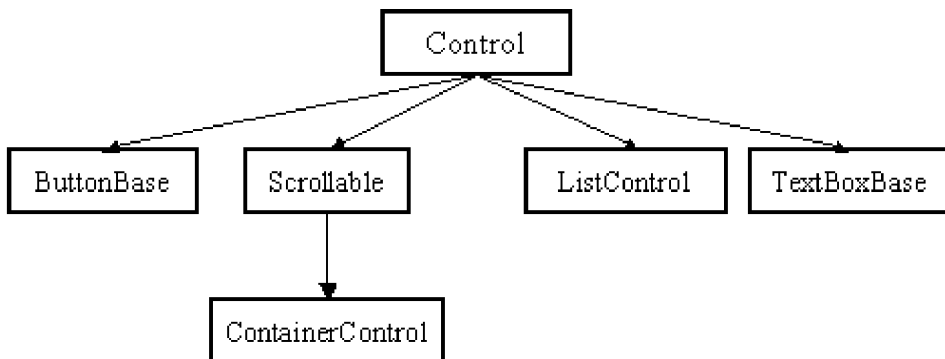 Control
ButtonBase
Scrollable
ListControl
TextBoxBase
ContainerControl